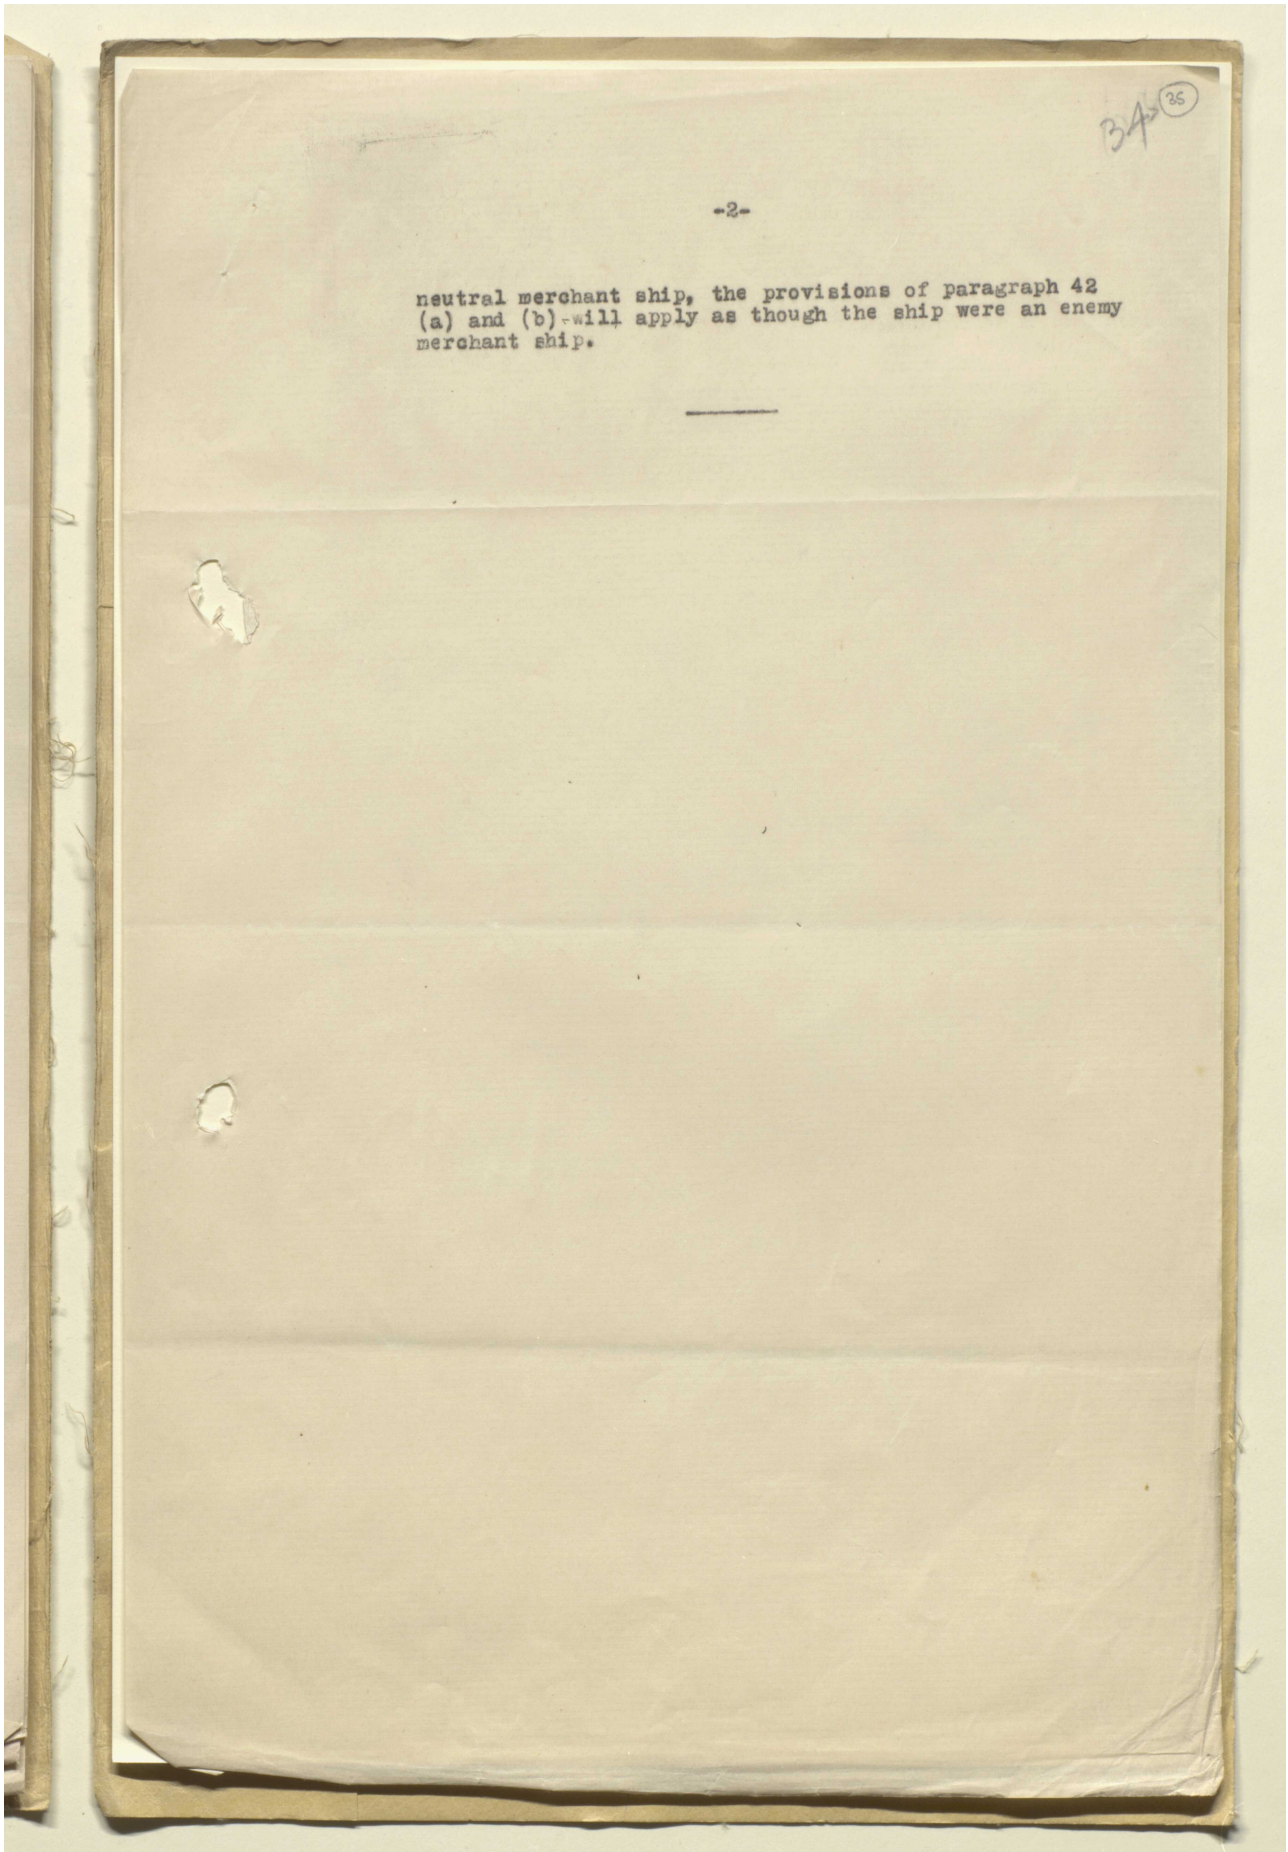 34
35
-2-
neutral merchant ship, the provisions of paragraph 42
(a) and (b)-will apply as though the ship were an enemy
merchant ship.